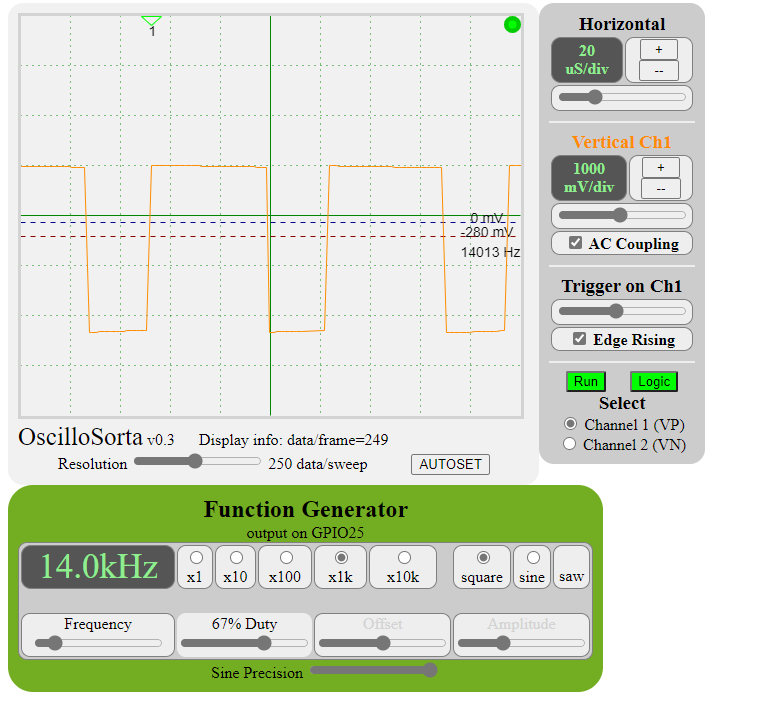 1
0 mV
-280 mV
14013 Hz
OscilloSorta v0.3 Display info: data/frame=249
Resolution 250 data/sweep AUTOSET
Horizontal
20
uS/div
+
--
Vertical Ch1
1000
mV/div
+
--
AC Coupling
Trigger on Ch1
Edge Rising
Run Logic
Select
Channel 1 (VP)
Channel 2 (VN)
Function Generator
output on GPIO25
14.0kHz x1 x10 x100 x1k x10k square sine saw
Frequency 67% Duty Offset Amplitude
Sine Precision